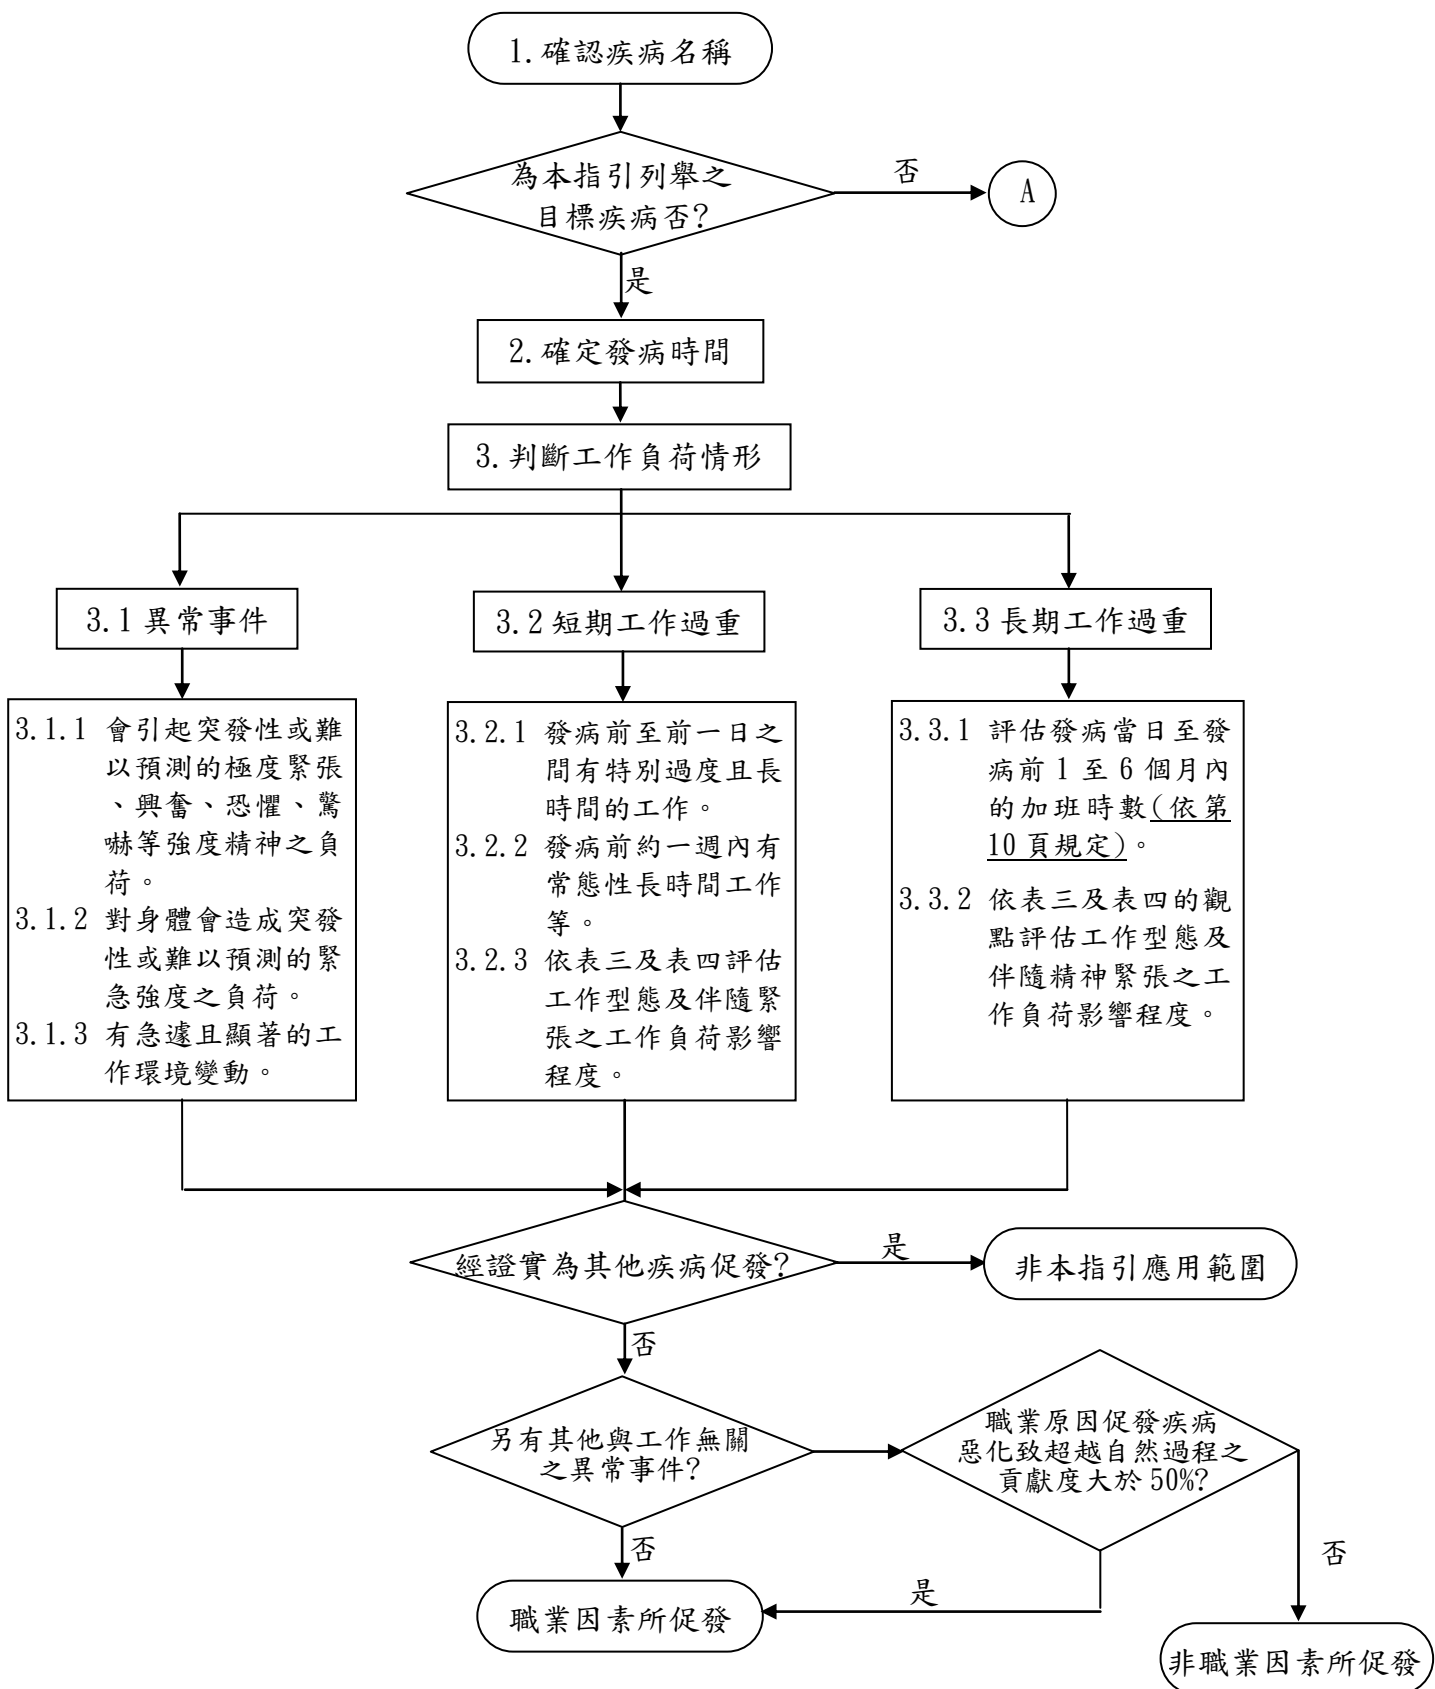 1.確認疾病名稱
為本指引列舉之
目標疾病否?
否
A
是
2.確定發病時間
3.判斷工作負荷情形
3.1異常事件
3.2短期工作過重
3.3長期工作過重
3.1.1 會引起突發性或難
以預測的極度緊張
、興奮、恐懼、驚
嚇等強度精神之負
荷。
3.1.2 對身體會造成突發
性或難以預測的緊
急強度之負荷。
3.1.3 有急遽且顯著的工
作環境變動。
3.2.1 發病前至前一日之
間有特別過度且長
時間的工作。
3.2.2 發病前約一週內有
常態性長時間工作
等。
3.2.3 依表三及表四評估
工作型態及伴隨緊
張之工作負荷影響
程度。
3.3.1 評估發病當日至發
病前1至6個月內
的加班時數(依第
10頁規定)。
3.3.2 依表三及表四的觀
點評估工作型態及
伴隨精神緊張之工
作負荷影響程度。
經證實為其他疾病促發?
是
非本指引應用範圍
否
另有其他與工作無關
之異常事件?
職業原因促發疾病
惡化致超越自然過程之
貢獻度大於50%?
否
否
是
職業因素所促發
非職業因素所促發